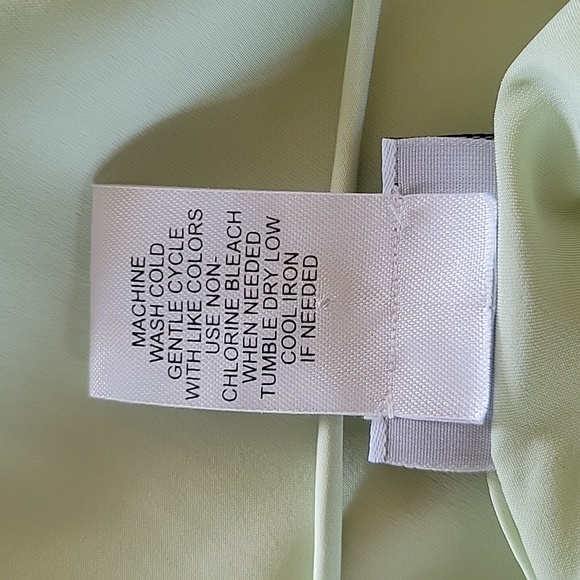 MACHINE
WASH COLD
GENTLE CYCLE
WITH LIKE COLORS
USE NON-
CHLORINE BLEACH
WHEN NEEDED
TUMBLE DRY LOW
COOL IRON
IF NEEDED